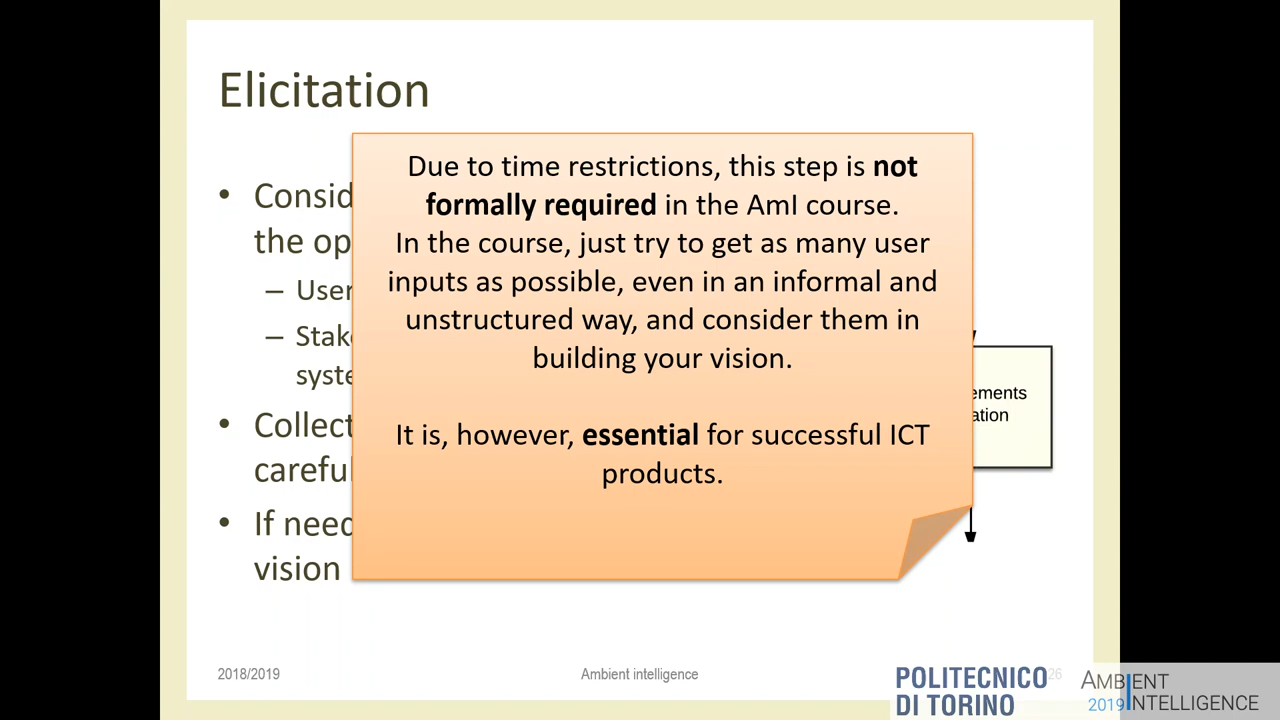 Elicitation
• Consid
the op
– User
– Stake
syste
• Collect
careful
• If need
vision
Due to time restrictions, this step is not
formally required in the AmI course.
In the course, just try to get as many user
inputs as possible, even in an informal and
unstructured way, and consider them in
building your vision.
It is, however, essential for successful ICT
products.
ements
ation
2018/2019
Ambient intelligence
26
POLITECNICO
DI TORINO
AMBIENT
2019 INTELLIGENCE